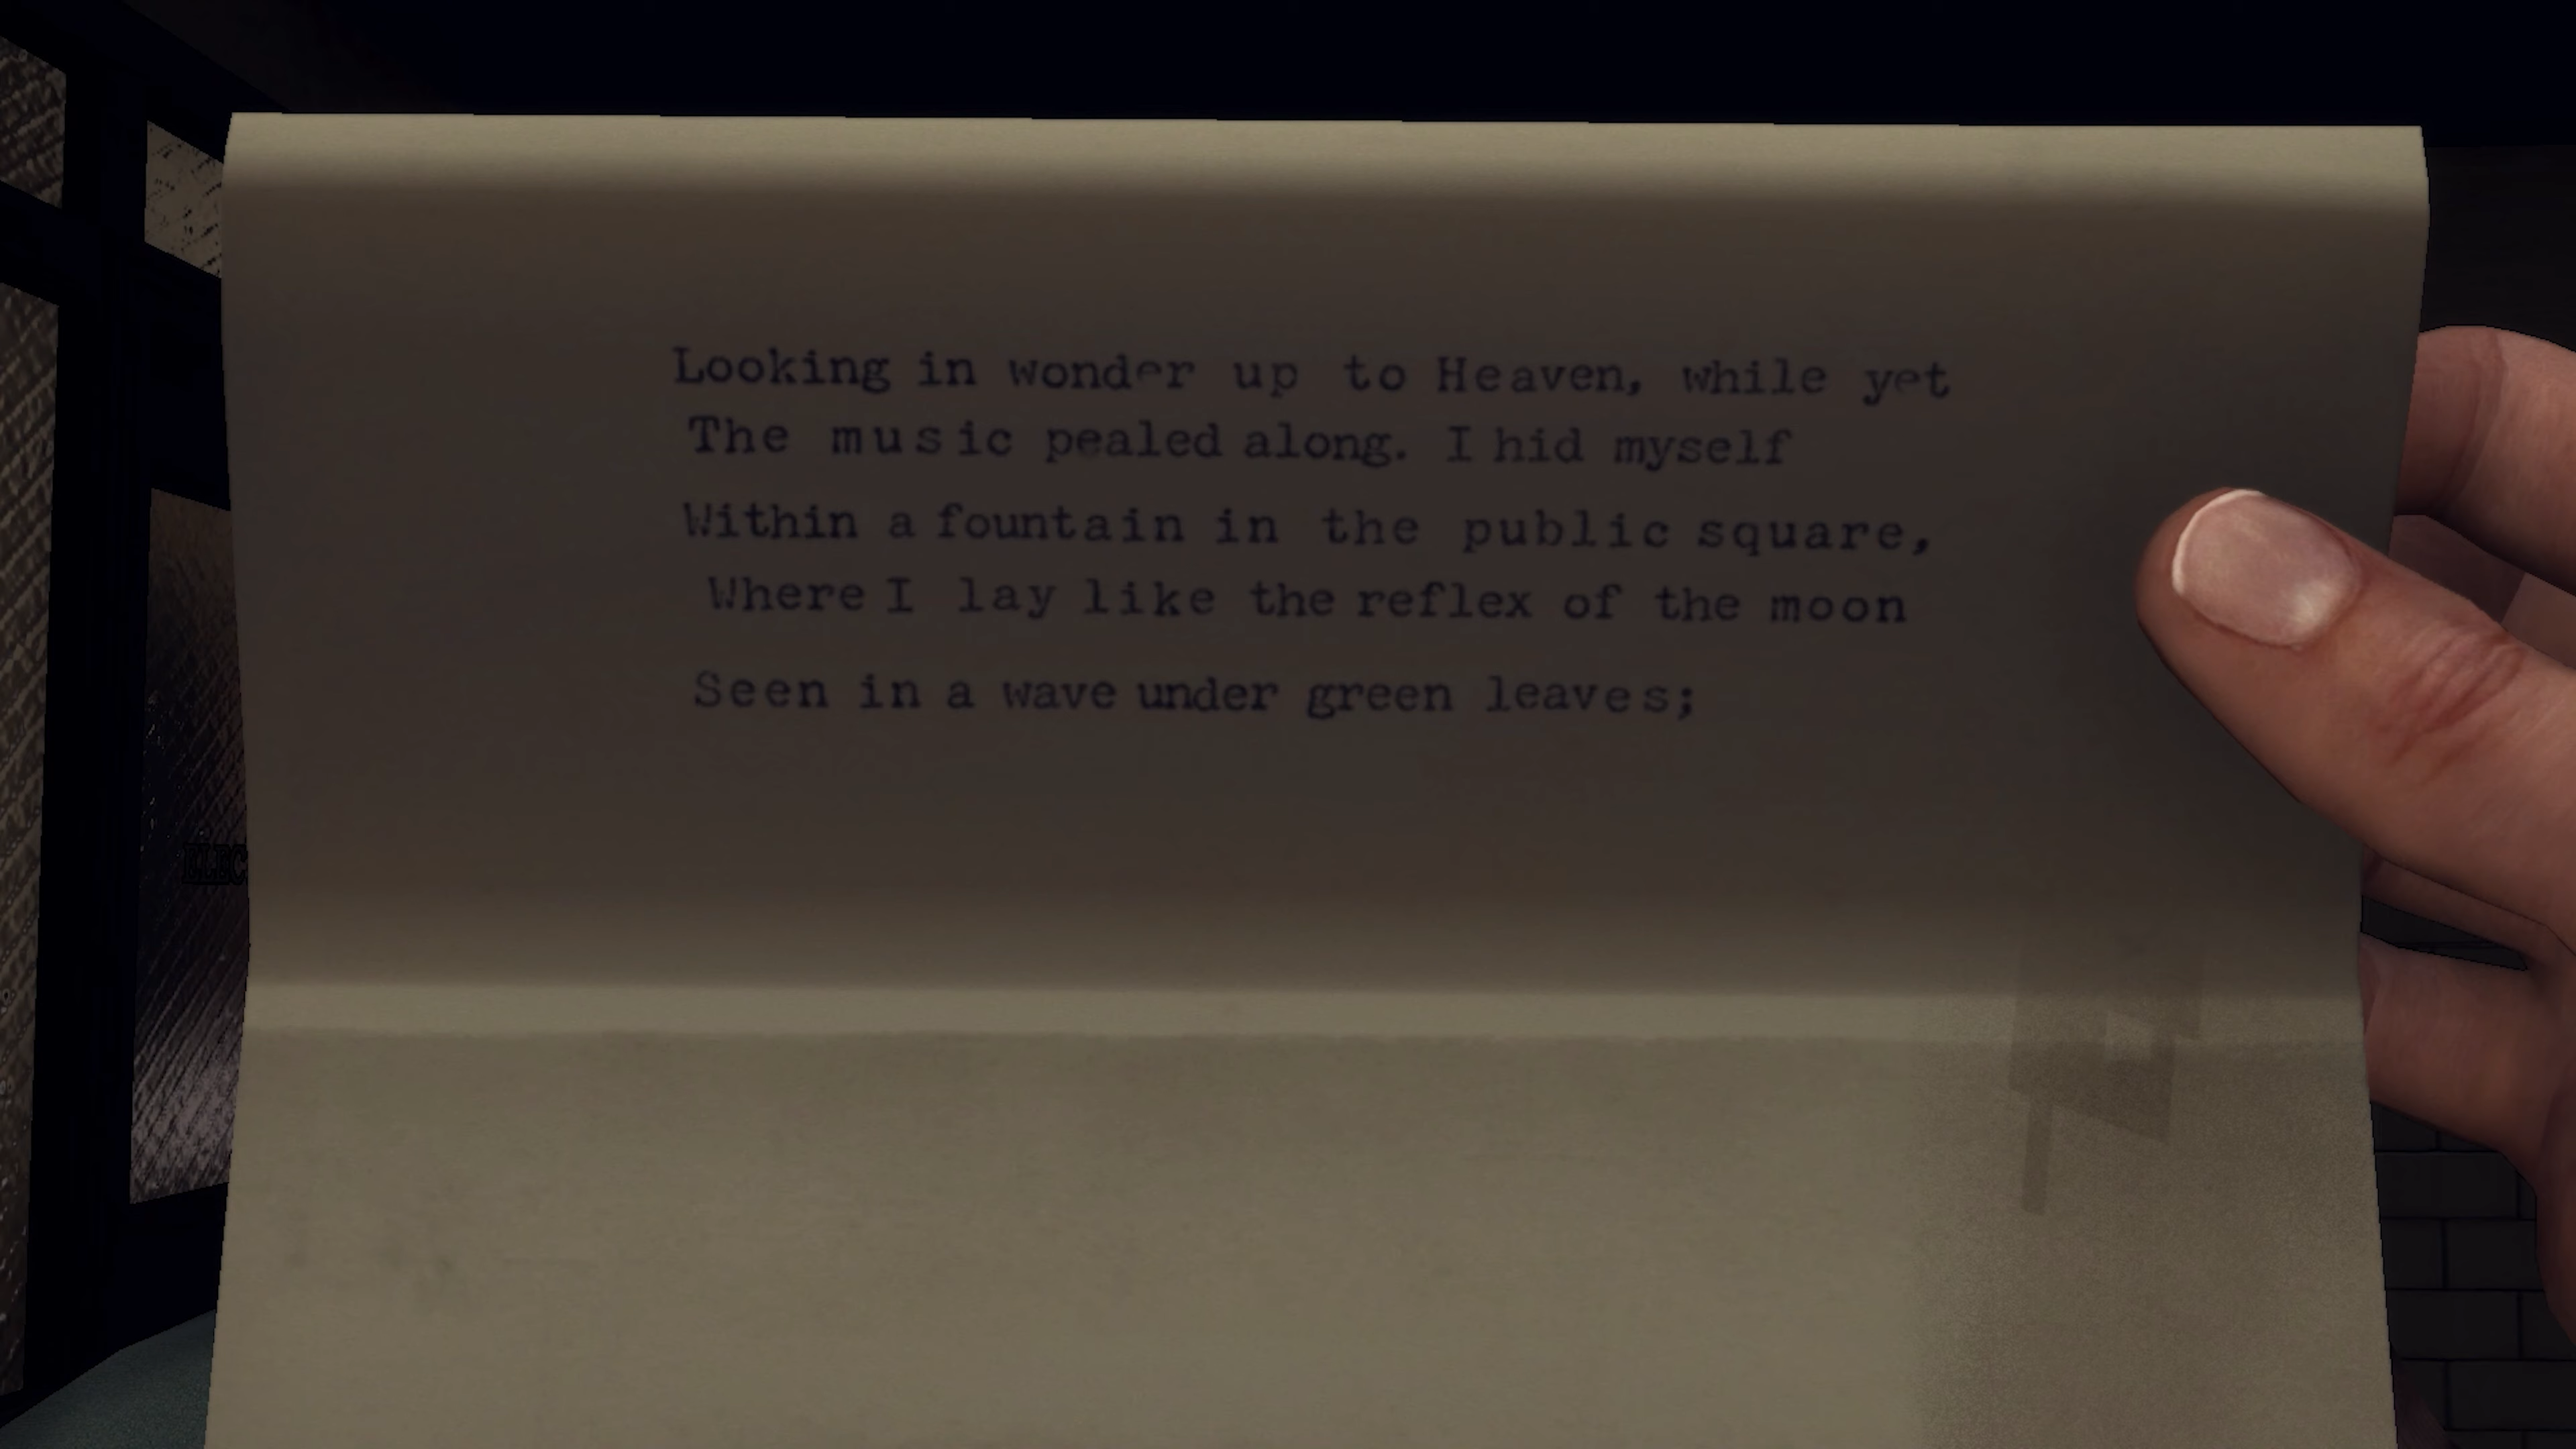 Looking in wonder up to Heaven, while yet
The music pealed along. I hid myself
Within a fountain in the public square,
Where I lay like the reflex of the moon
Seen in a wave under green leaves;
ELEC